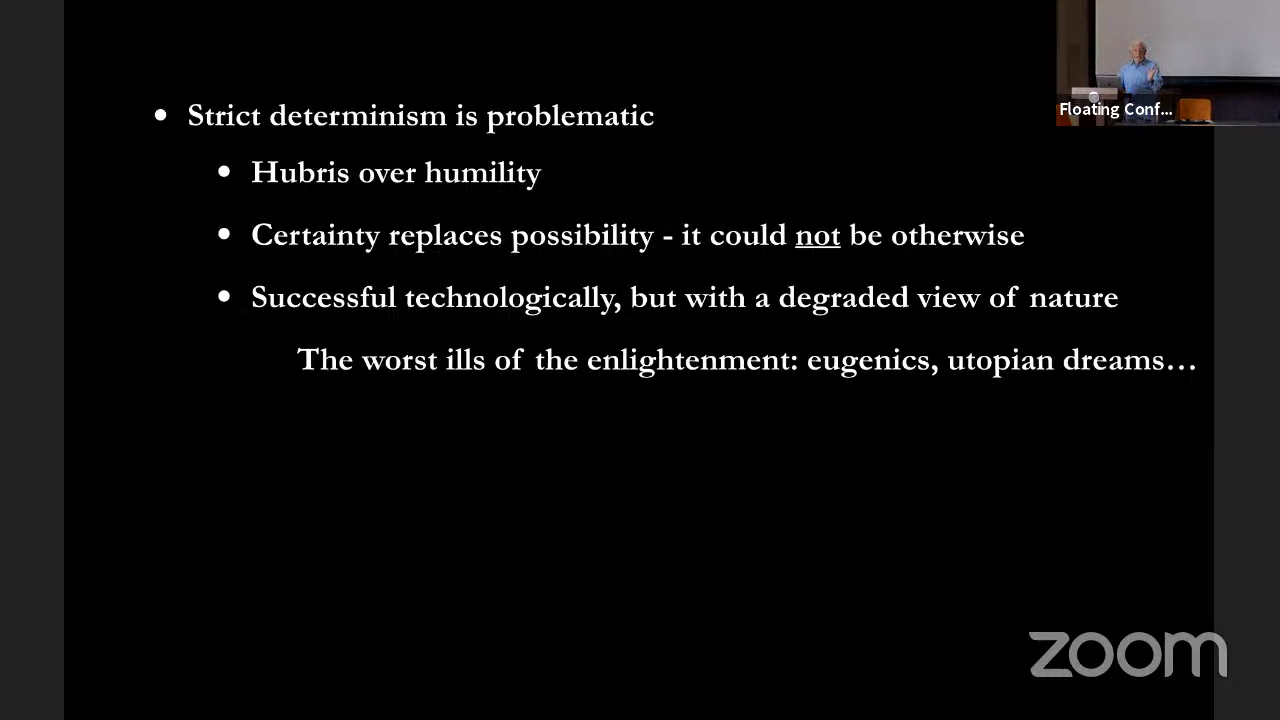 Floating Conf...
• Strict determinism is problematic
• Hubris over humility
• Certainty replaces possibility - it could not be otherwise
• Successful technologically, but with a degraded view of nature
The worst ills of the enlightenment: eugenics, utopian dreams…
zoom